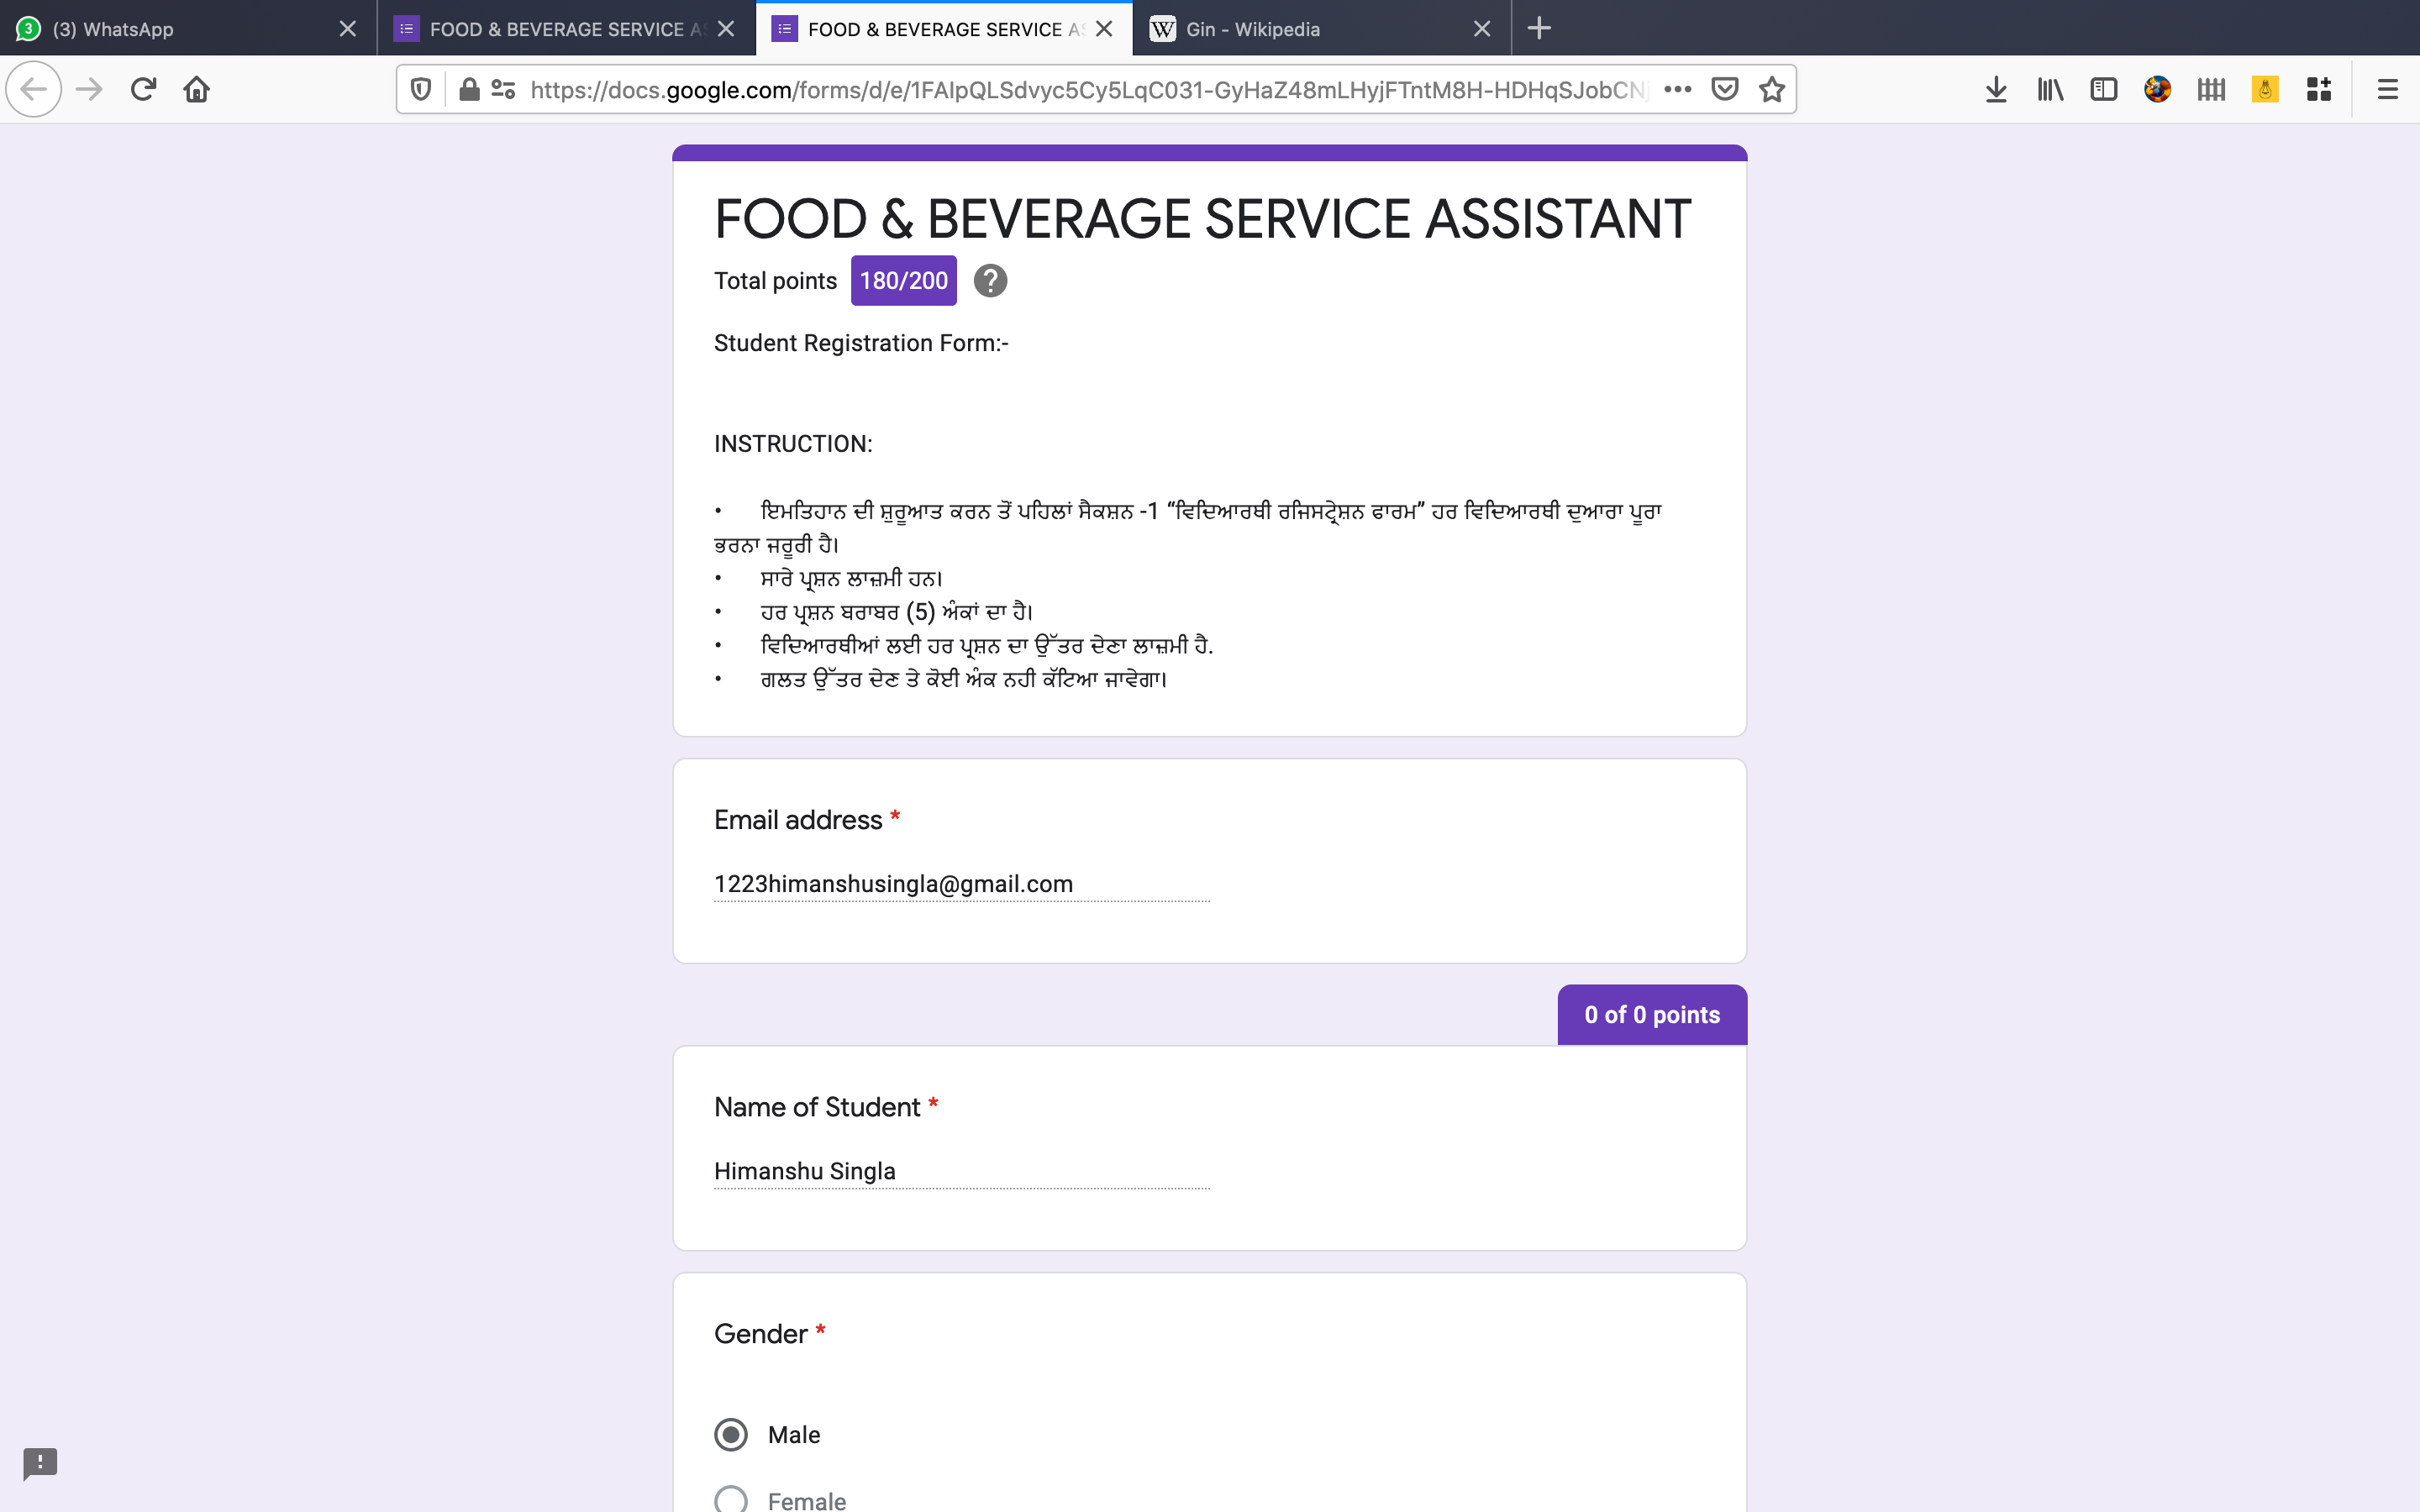 3
(3) WhatsApp
FOOD & BEVERAGE SERVICE AS
FOOD & BEVERAGE SERVICE AS
W
Gin - Wikipedia
https://docs.google.com/forms/d/e/1FAIpQLSdvyc5Cy5LqC031-GyHaZ48mLHyjFTntM8H-HDHqSJobCNj
FOOD & BEVERAGE SERVICE ASSISTANT
Total points 180/200 ?
Student Registration Form:-
INSTRUCTION:
• ਇਮਤਿਹਾਨ ਦੀ ਸ਼ੁਰੂਆਤ ਕਰਨ ਤੋਂ ਪਹਿਲਾਂ ਸੈਕਸ਼ਨ -1 “ਵਿਦਿਆਰਥੀ ਰਜਿਸਟ੍ਰੇਸ਼ਨ ਫਾਰਮ” ਹਰ ਵਿਦਿਆਰਥੀ ਦੁਆਰਾ ਪੂਰਾ
ਭਰਨਾ ਜਰੂਰੀ ਹੈ।
• ਸਾਰੇ ਪ੍ਰਸ਼ਨ ਲਾਜ਼ਮੀ ਹਨ।
• ਹਰ ਪ੍ਰਸ਼ਨ ਬਰਾਬਰ (5) ਅੰਕਾਂ ਦਾ ਹੈ।
• ਵਿਦਿਆਰਥੀਆਂ ਲਈ ਹਰ ਪ੍ਰਸ਼ਨ ਦਾ ਉੱਤਰ ਦੇਣਾ ਲਾਜ਼ਮੀ ਹੈ.
• ਗਲਤ ਉੱਤਰ ਦੇਣ ਤੇ ਕੋਈ ਅੰਕ ਨਹੀ ਕੱਟਿਆ ਜਾਵੇਗਾ।
Email address *
1223himanshusingla@gmail.com
0 of 0 points
Name of Student *
Himanshu Singla
Gender *
Male
Female